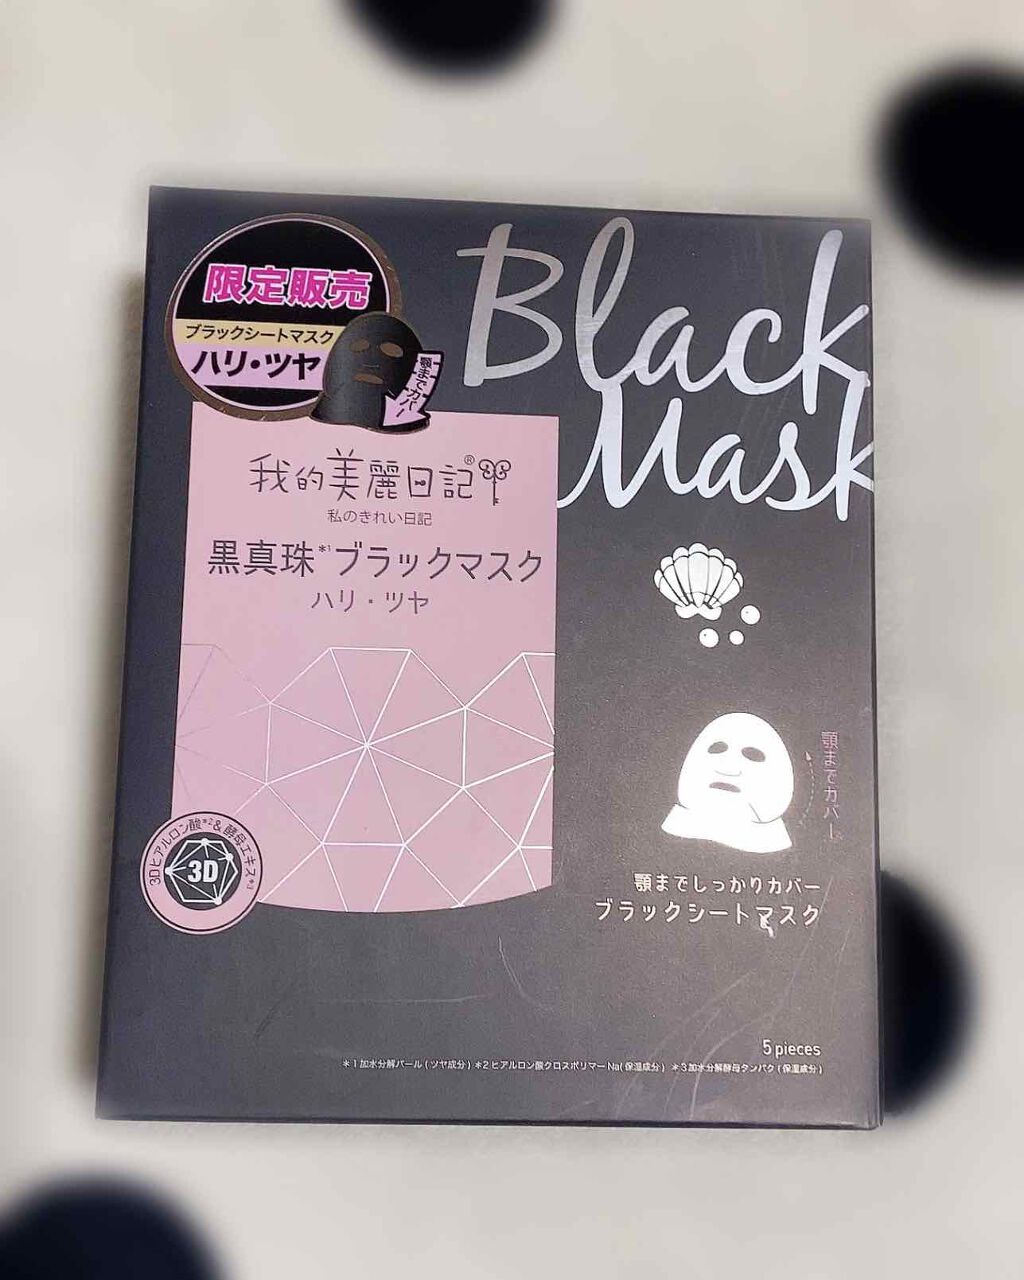 Black
Mask
限定販売
ブラックシートマスク
ハリ・ツヤ
顎までカバー
我的美麗日記®
私のきれい日記
黒真珠*1ブラックマスク
ハリ・ツヤ
顎までカバー
3Dヒアルロン酸*2&酵母エキス*3
3D
顎までしっかりカバー
ブラックシートマスク
5 pieces
*1加水分解パール(ツヤ成分) *2ヒアルロン酸クロスポリマーNa(保湿成分) *3加水分解酵母タンパク(保湿成分)